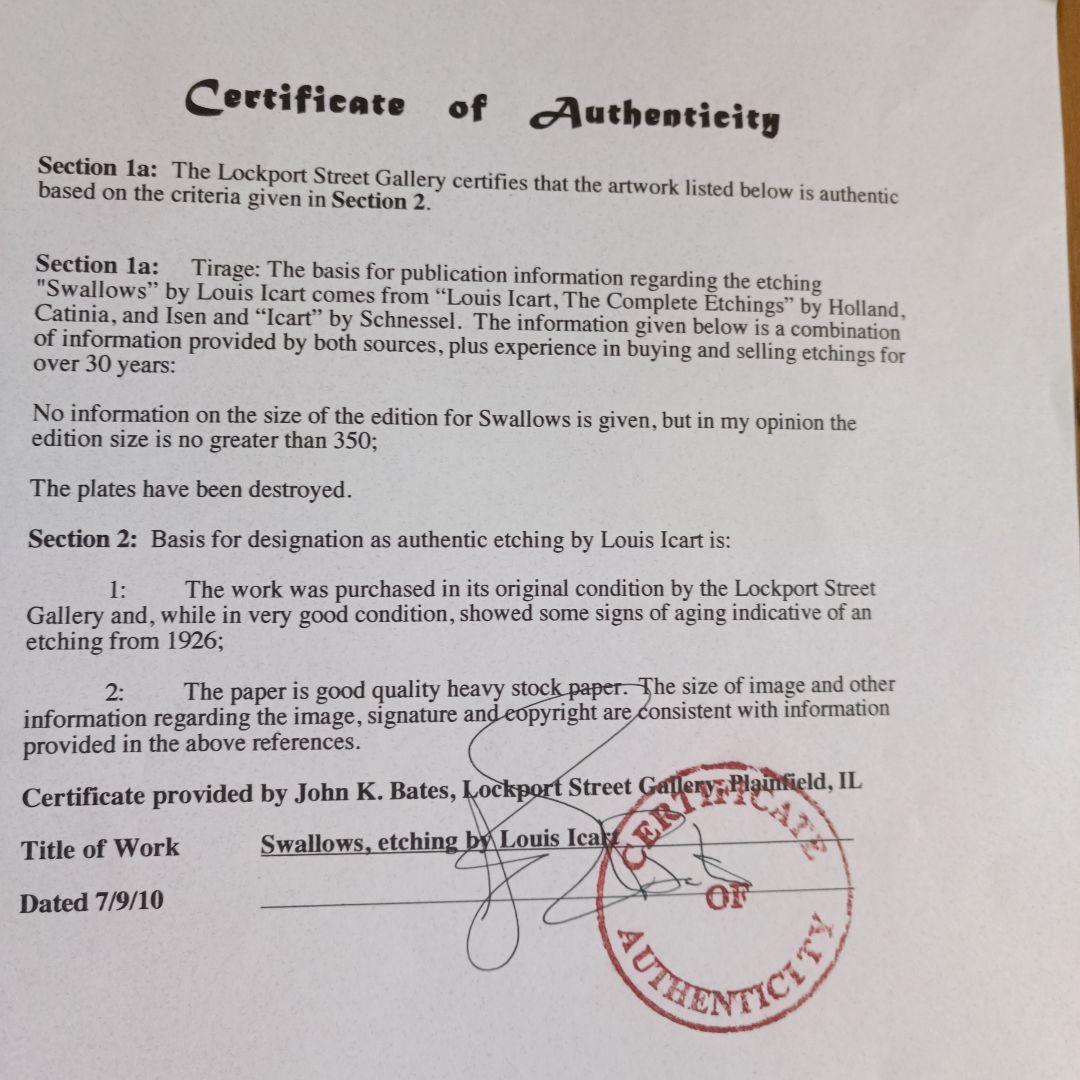 Certificate of Authenticity
Section 1a: The Lockport Street Gallery certifies that the artwork listed below is authentic
based on the criteria given in Section 2.
Section 1a: Tirage: The basis for publication information regarding the etching
"Swallows” by Louis Icart comes from “Louis Icart, The Complete Etchings” by Holland,
Catinia, and Isen and “Icart” by Schnessel. The information given below is a combination
of information provided by both sources, plus experience in buying and selling etchings for
over 30 years:
No information on the size of the edition for Swallows is given, but in my opinion the
edition size is no greater than 350;
The plates have been destroyed.
Section 2: Basis for designation as authentic etching by Louis Icart is:
1: The work was purchased in its original condition by the Lockport Street
Gallery and, while in very good condition, showed some signs of aging indicative of an
etching from 1926;
2: The paper is good quality heavy stock paper. The size of image and other
information regarding the image, signature and copyright are consistent with information
provided in the above references.
Certificate provided by John K. Bates, Lockport Street Gallery, Plainfield, IL
Title of Work Swallows, etching by Louis Icart
Dated 7/9/10
CERTIFICATE
OF
AUTHENTICITY